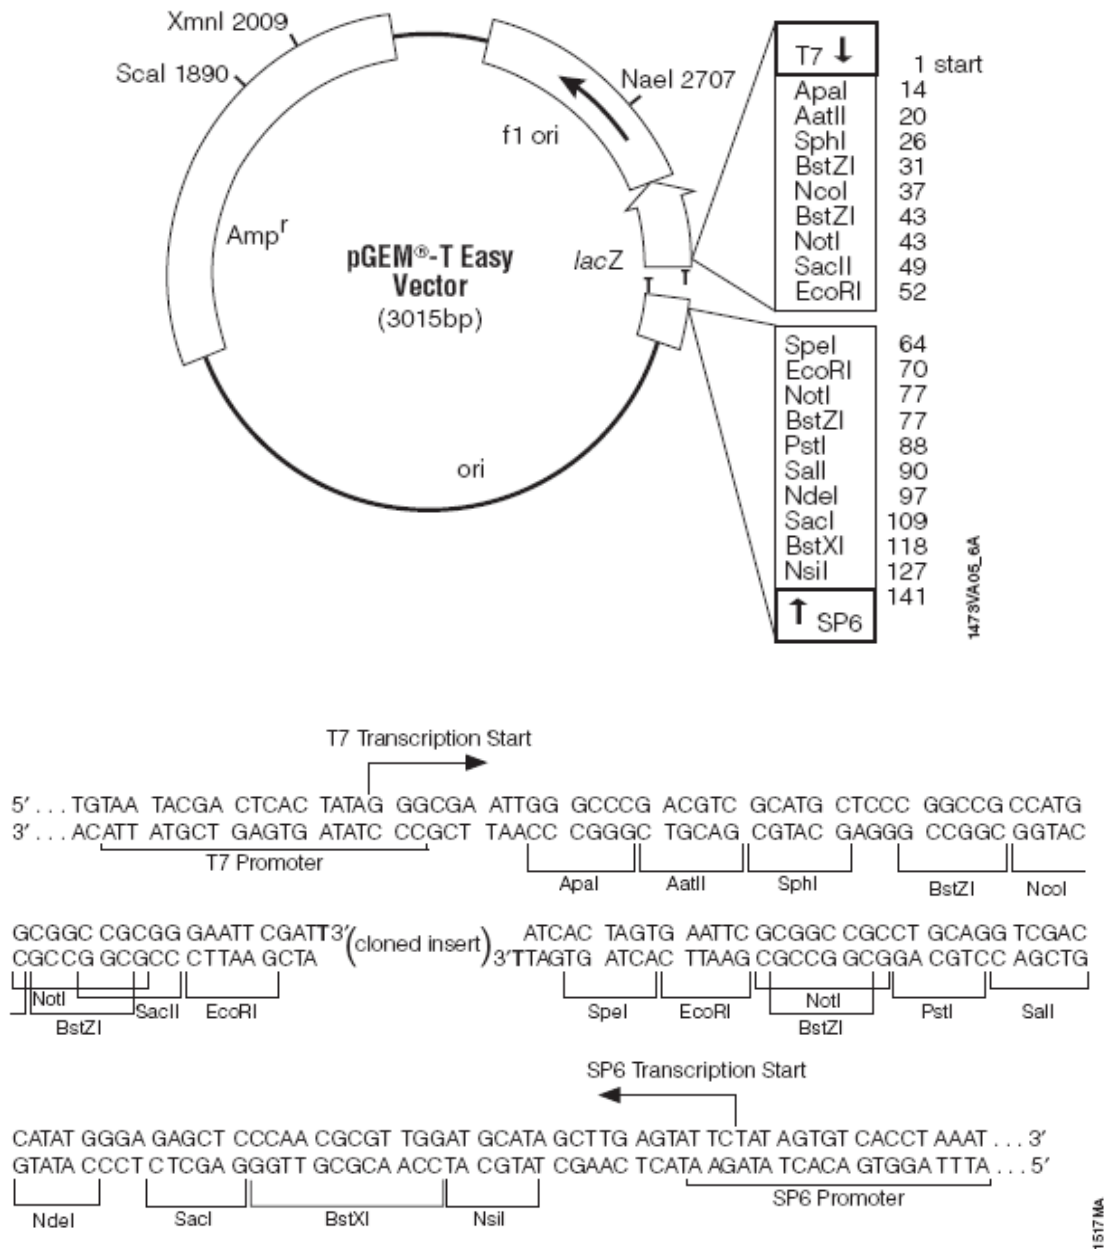 XmnI 2009
ScaI 1890
NaeI 2707
f1 ori
Ampr
pGEM®-T Easy
Vector
(3015bp)
lacZ
T
T
ori
T7 ↓
1 start
ApaI 14
AatII 20
SphI 26
BstZI 31
NcoI 37
BstZI 43
NotI 43
SacII 49
EcoRI 52
SpeI 64
EcoRI 70
NotI 77
BstZI 77
PstI 88
SalI 90
NdeI 97
SacI 109
BstXI 118
NsiI 127
141
↑ SP6
1473VA05_6A
T7 Transcription Start
5′ . . . TGTAA TACGA CTCAC TATAG GGCGA ATTGG GCCCG ACGTC GCATG CTCCC GGCCG CCATG
3′ . . . ACATT ATGCT GAGTG ATATC CCGCT TAACC CGGGC TGCAG CGTAC GAGGG CCGGC GGTAC
T7 Promoter
ApaI
AatII
SphI
BstZI
NcoI
GCGGC CGCGG GAATT CGATT3′ (cloned insert) ATCAC TAGTG AATTC GCGGC CGCCT GCAGG TCGAC
CGCCG GCGCC CTTAA GCTA 3′TTAGTG ATCAC TTAAG CGCCG GCGGA CGTCC AGCTG
NotI
BstZI
SacII
EcoRI
SpeI
EcoRI
NotI
BstZI
PstI
SalI
SP6 Transcription Start
CATAT GGGA GAGCTC CCAA CGCGT TGGAT GCATA GCTTG AGTAT TCTAT AGTGT CACCT AAAT . . . 3′
GTATA CCCT CTCGAG GGTT GCGCA ACCTA CGTAT CGAAC TCATA AGATA TCACA GTGGA TTTA . . . 5′
NdeI
SacI
BstXI
NsiI
SP6 Promoter
1517MA